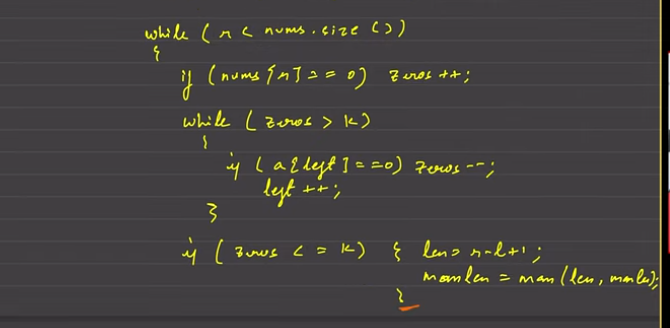 while ( r < nums.size () )
{
if (nums[r] == 0) zeros ++;
while ( zeros > k )
{
if ( a[left] == 0) zeros --;
left ++;
}
if ( zeros <= k ) { len = r-l+1;
maxlen = max (len, maxlen);
}